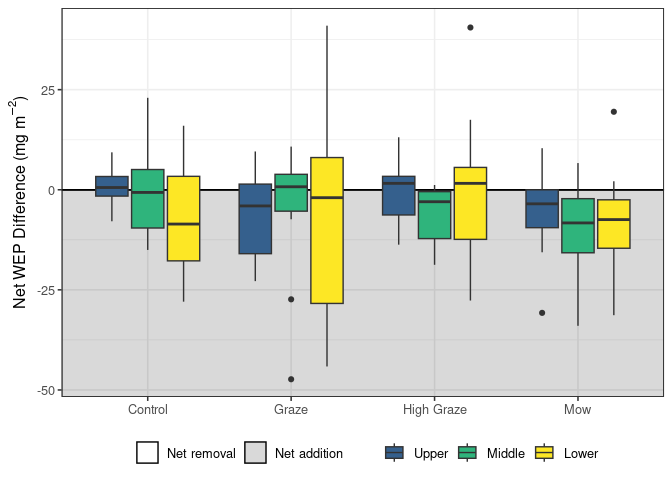 Net WEP Difference (mg m⁻²)
25
0
-25
-50
Control Graze High Graze Mow
Net removal Net addition Upper Middle Lower